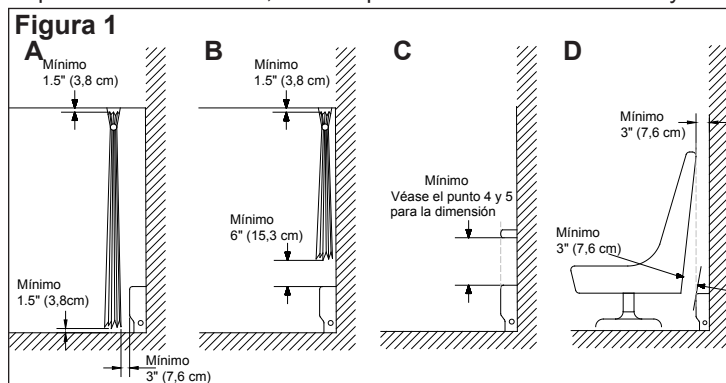 Figura 1
A
Mínimo
1.5" (3,8 cm)
Mínimo
1.5" (3,8cm)
Mínimo
3" (7,6 cm)
B
Mínimo
1.5" (3,8 cm)
Mínimo
6" (15,3 cm)
C
Mínimo
Véase el punto 4 y 5
para la dimensión
D
Mínimo
3" (7,6 cm)
Mínimo
3" (7,6 cm)